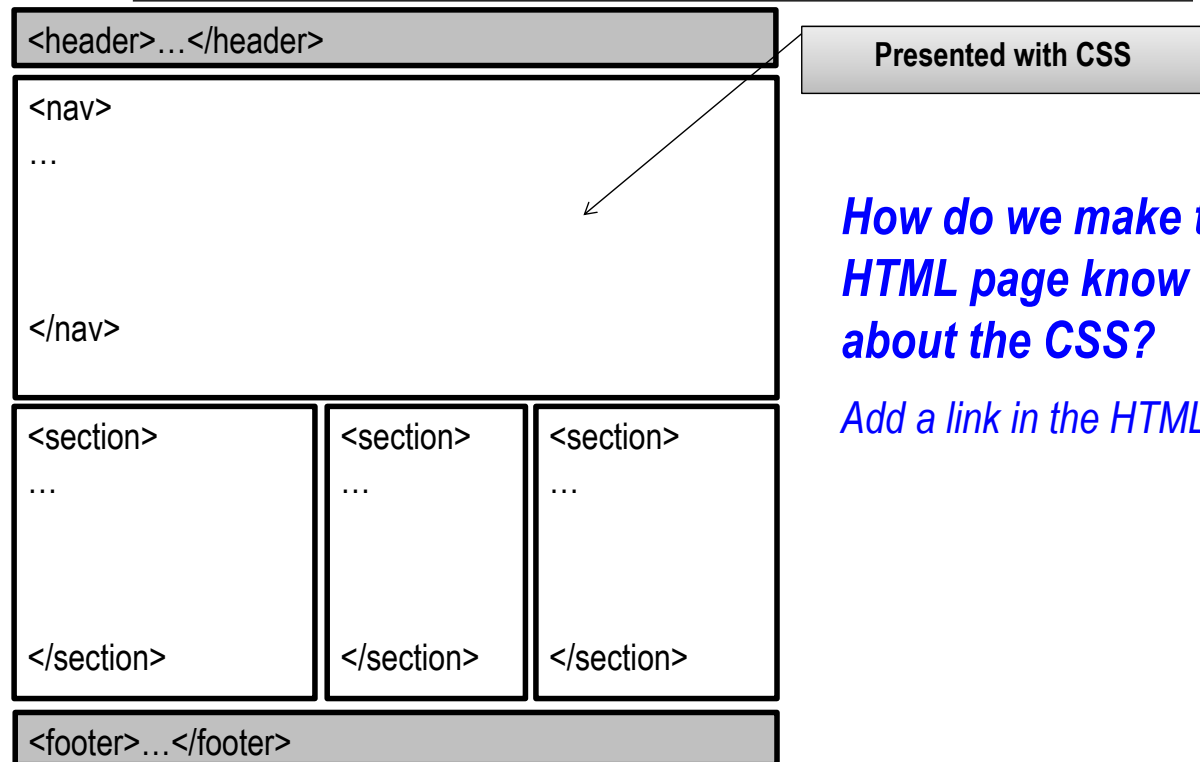 <header>…</header>
Presented with CSS
<nav>
…
</nav>
How do we make
HTML page know
about the CSS?
Add a link in the HTML
<section>
…
</section>
<section>
…
</section>
<section>
…
</section>
<footer>…</footer>